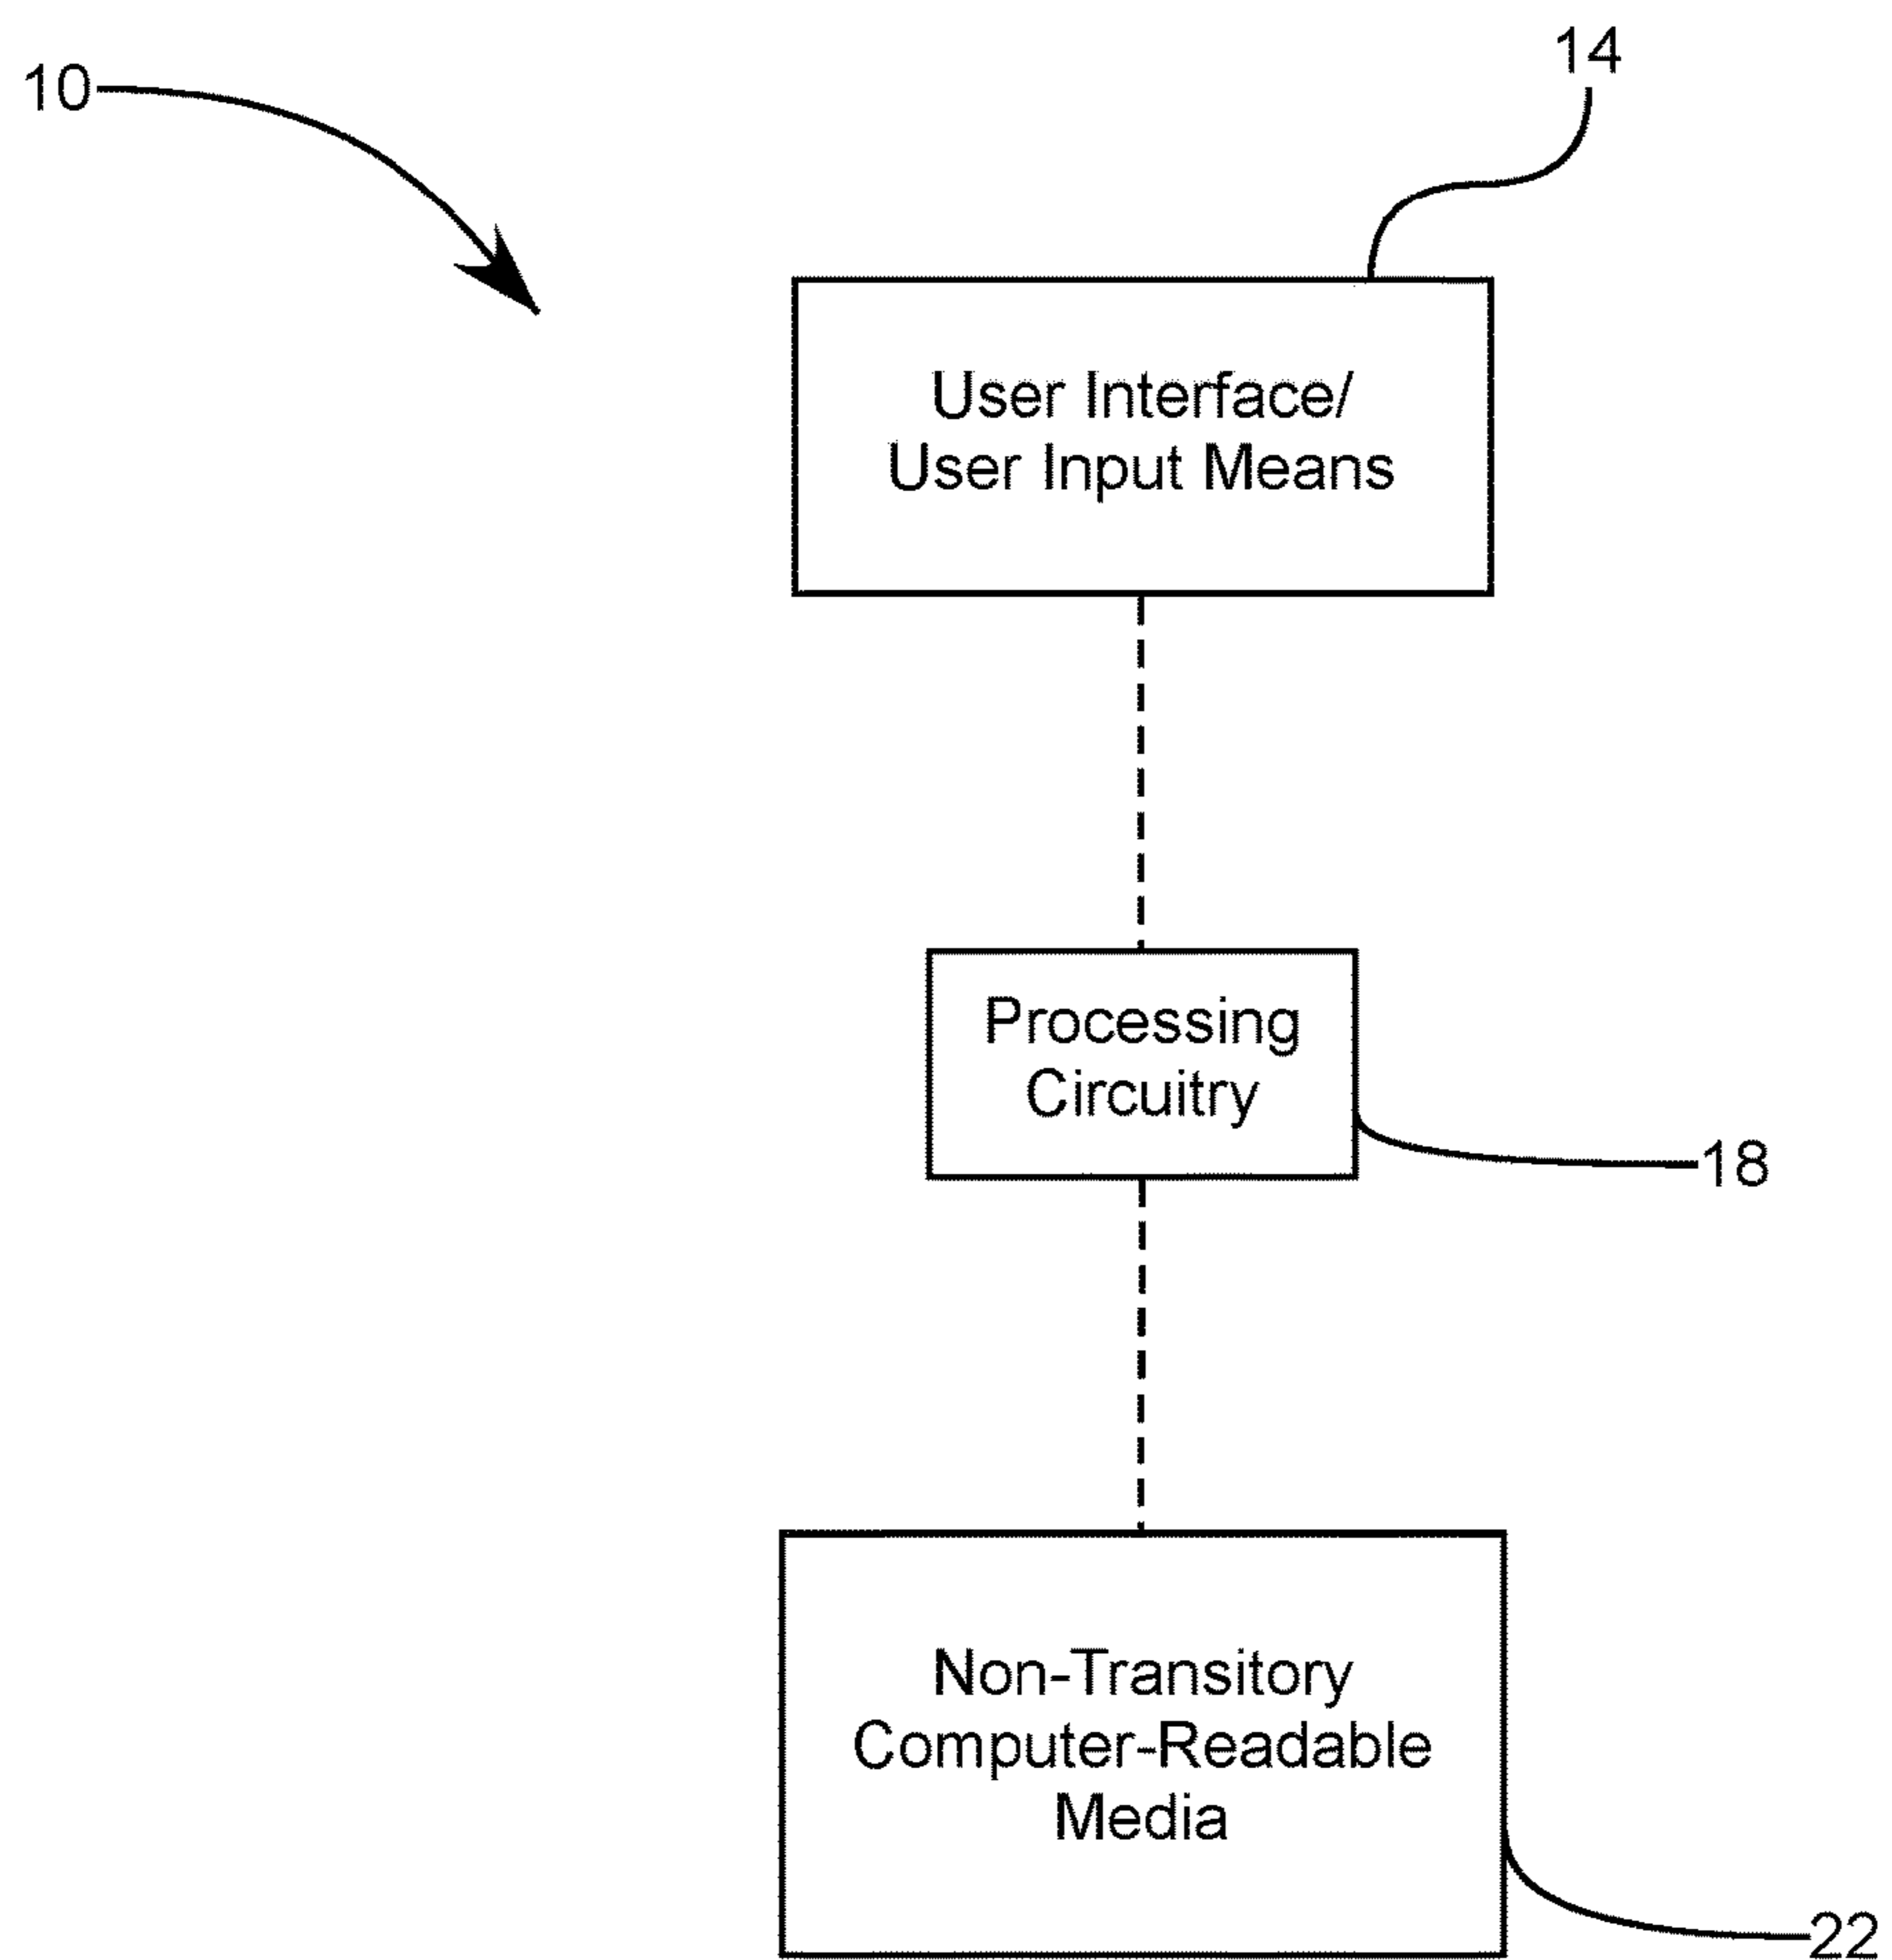 14
10
User Interface/
User Input Means
Processing
Circuitry
18
Non-Transitory
Computer-Readable
Media
22